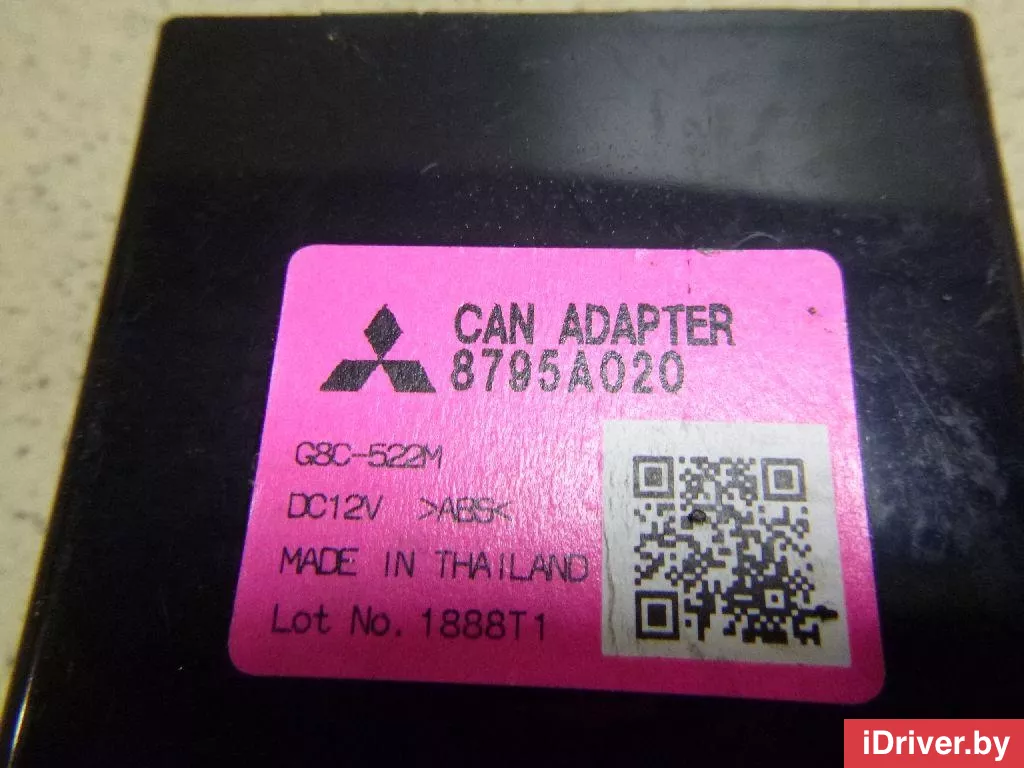 CAN ADAPTER
8795A020
G8C-522M
DC12V >ABS<
MADE IN THAILAND
Lot No. 1888T1
iDriver.by